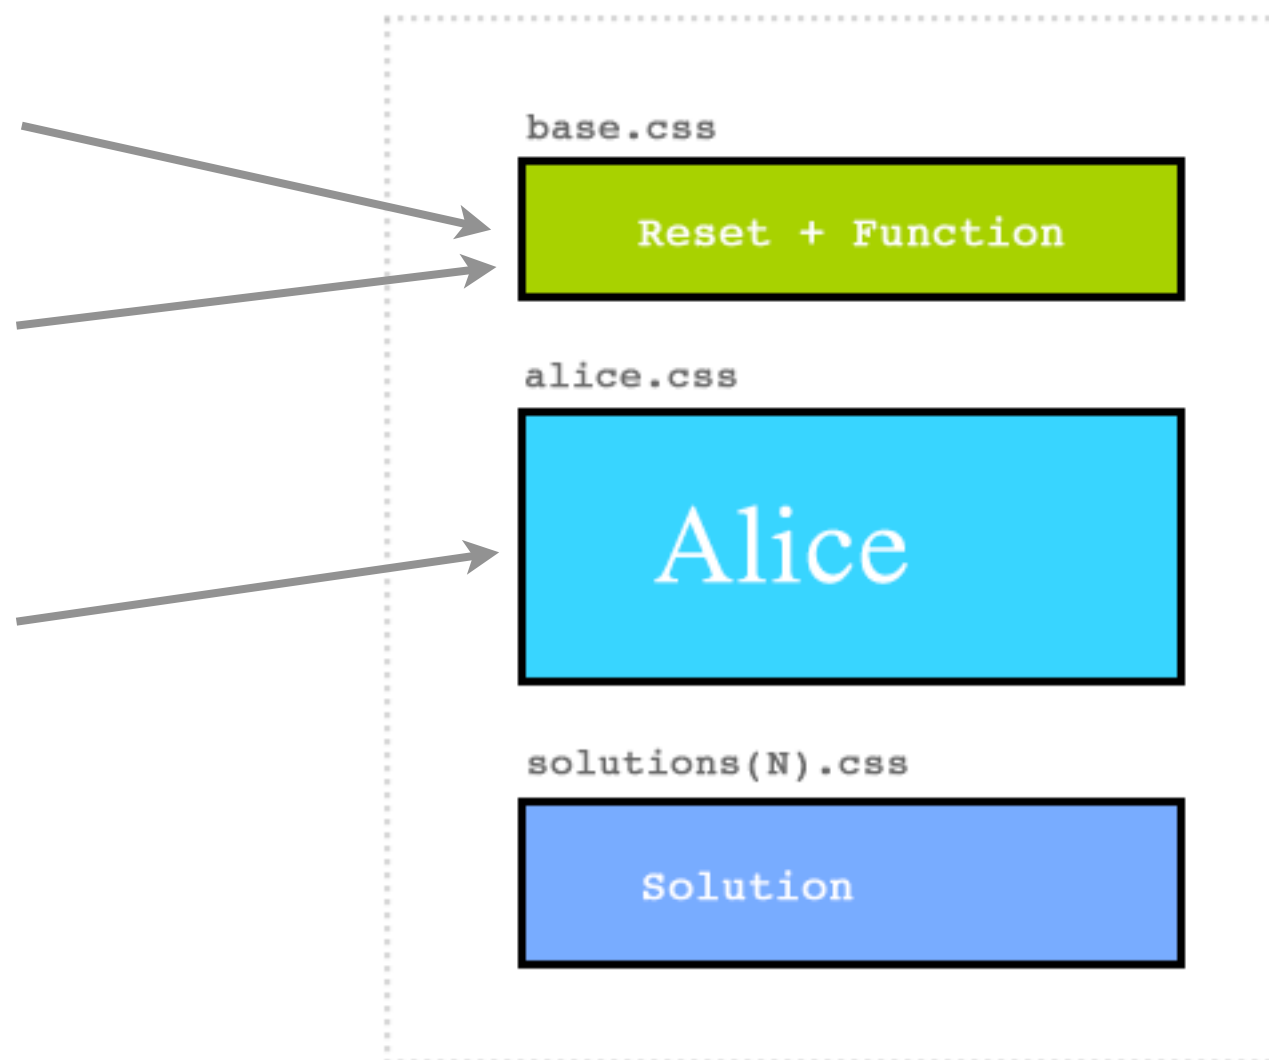 base.css
Reset + Function
alice.css
Alice
solutions(N).css
Solution